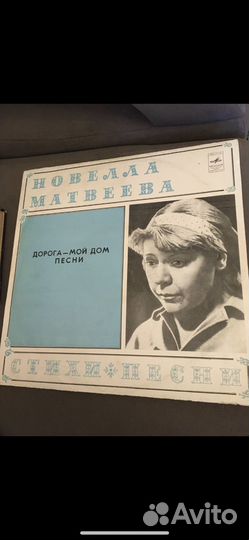 НОВЕЛЛА
МАТВЕЕВА
ДОРОГА — МОЙ ДОМ
ПЕСНИ
СТИХИ ПЕСНИ
Avito